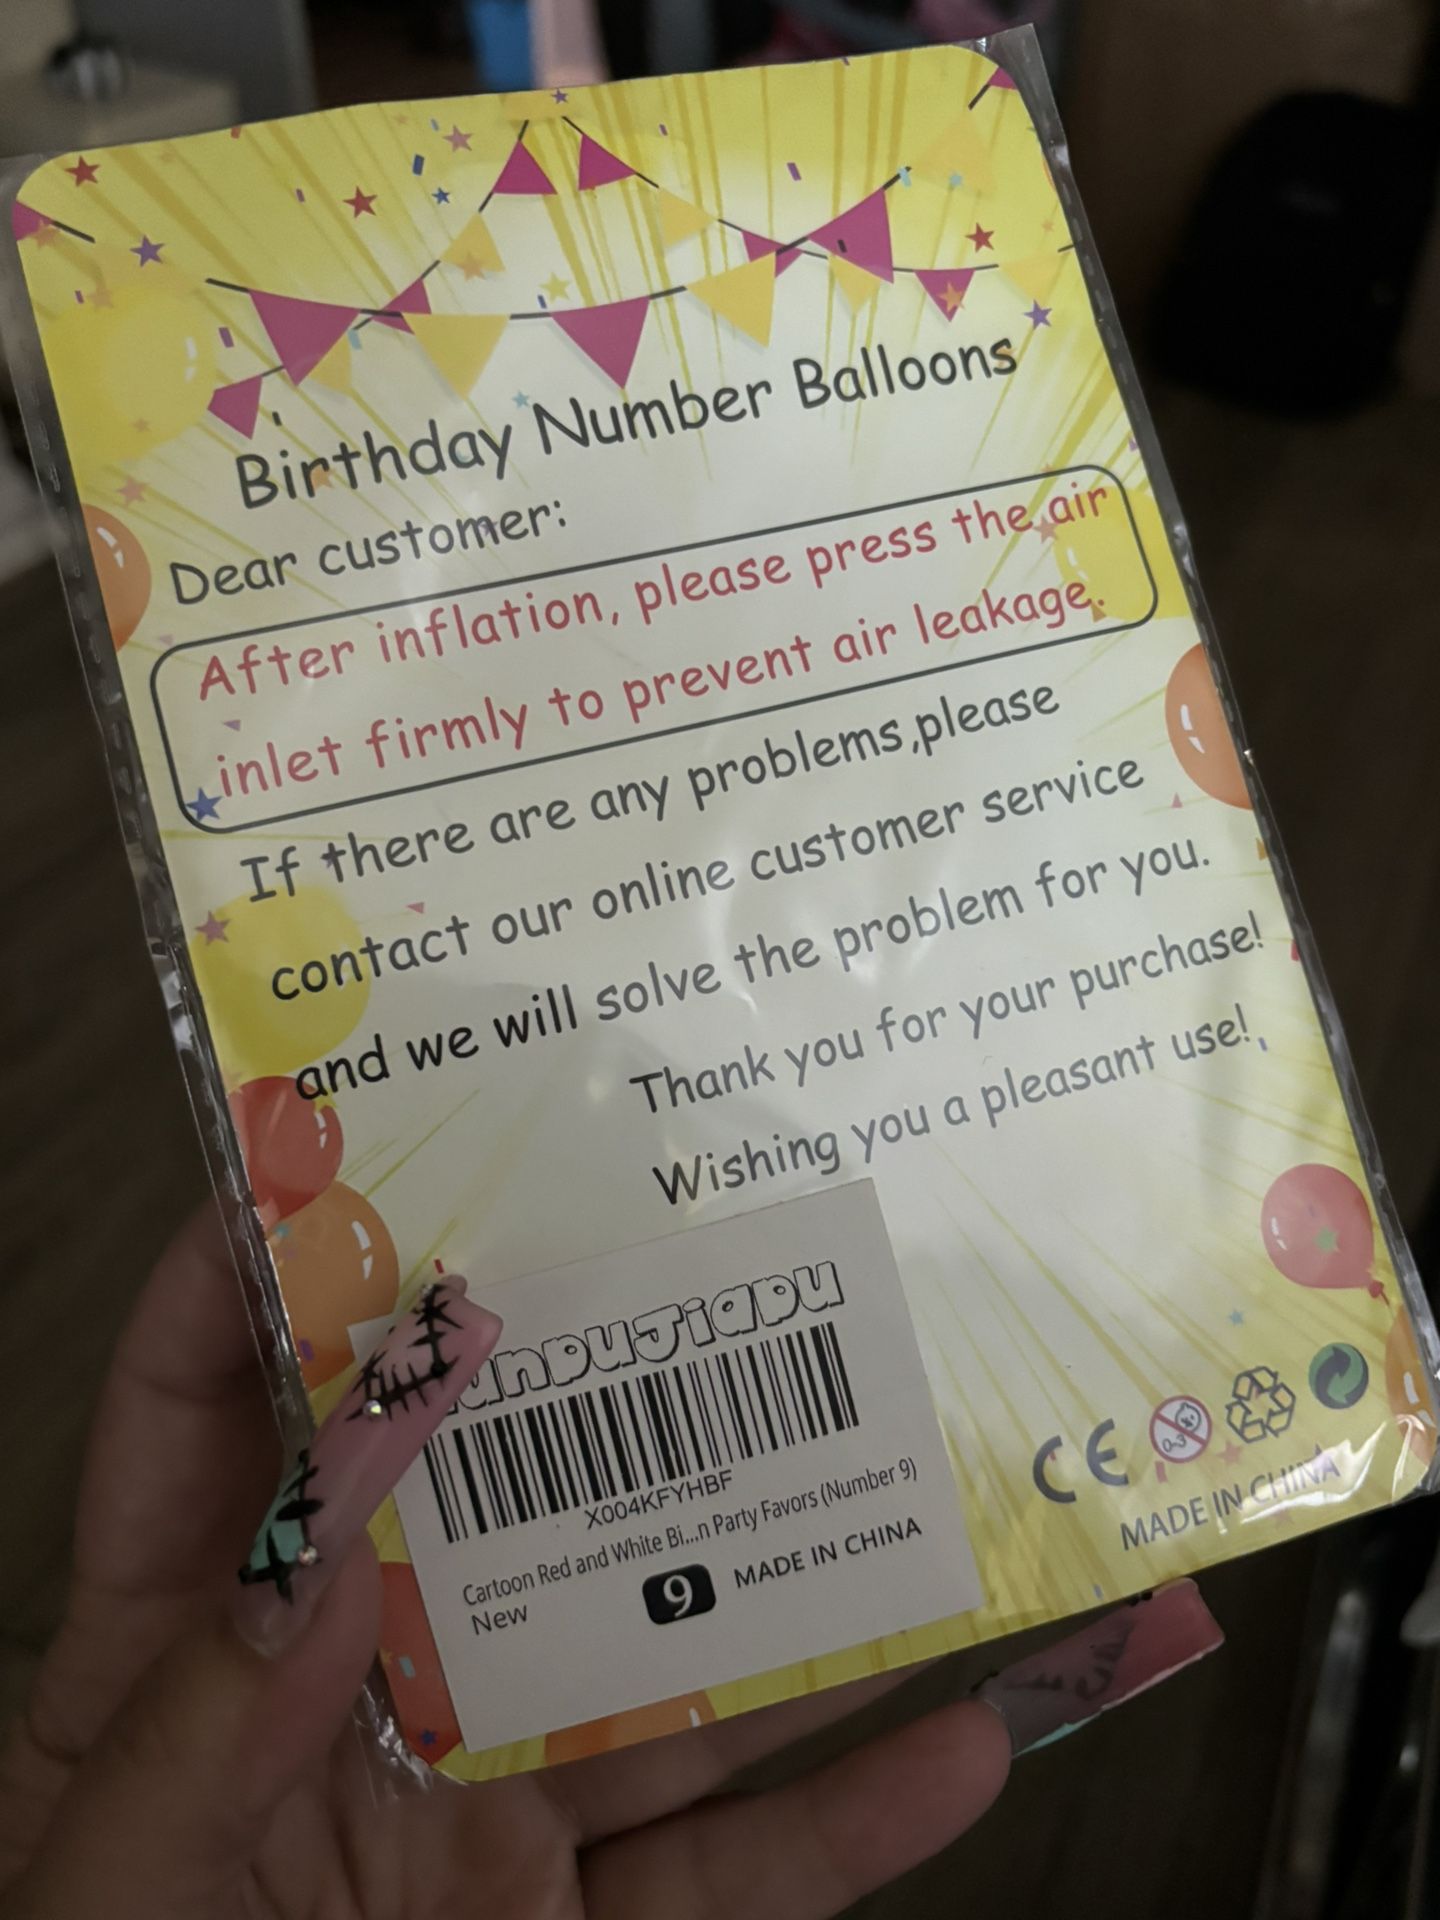 Birthday Number Balloons
Dear customer:
After inflation, please press the air
inlet firmly to prevent air leakage.
If there are any problems,please
contact our online customer service
and we will solve the problem for you.
Thank you for your purchase!
Wishing you a pleasant use!
X004KFYHBF
Cartoon Red and White Bi...n Party Favors (Number 9)
New
9 MADE IN CHINA
CE 0-3
MADE IN CHINA